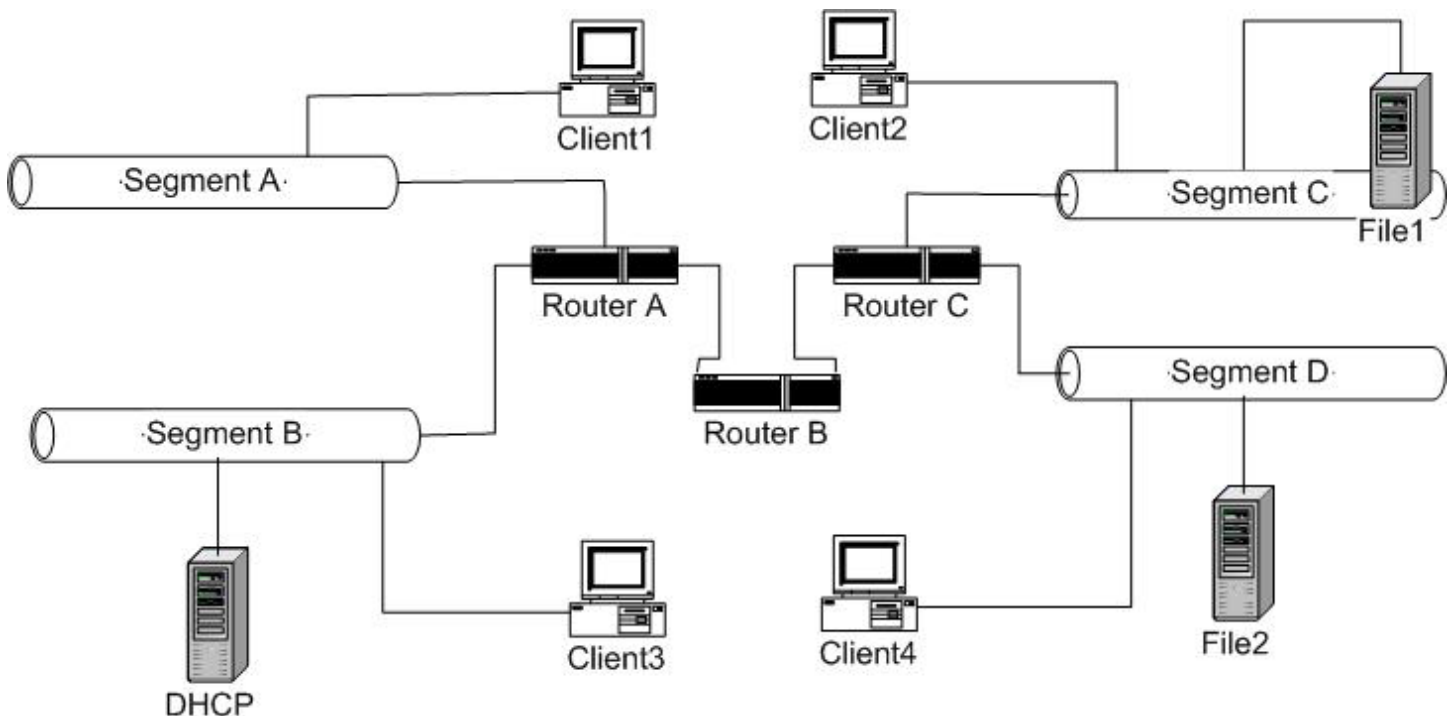 Client1
Client2
Segment A
Segment C
File1
Router A
Router C
Segment D
Segment B
Router B
Client3
Client4
File2
DHCP